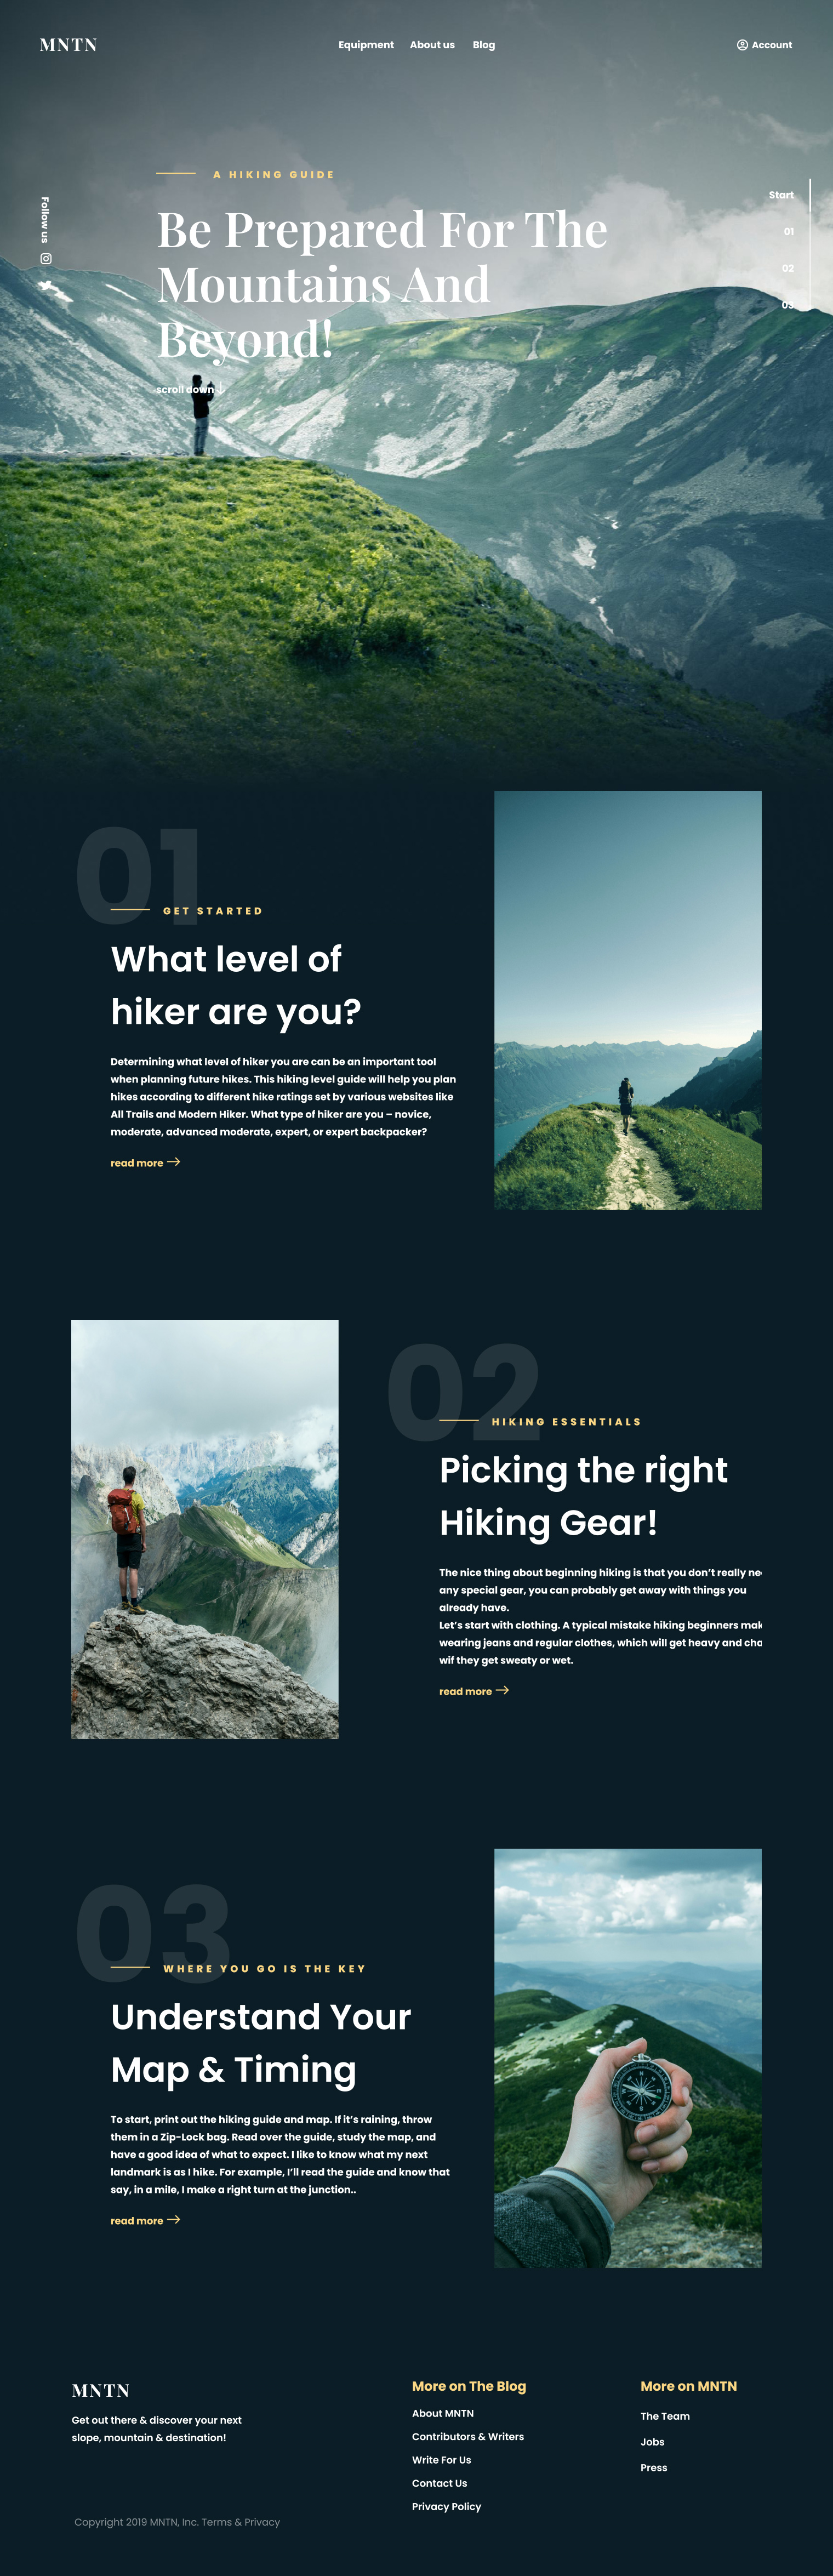 MNTN
Equipment
About us
Blog
Account
A HIKING GUIDE
Follow us
Be Prepared For The
Mountains And
Beyond!
scroll down
Start
01
02
03
01
GET STARTED
What level of
hiker are you?
Determining what level of hiker you are can be an important tool
when planning future hikes. This hiking level guide will help you plan
hikes according to different hike ratings set by various websites like
All Trails and Modern Hiker. What type of hiker are you – novice,
moderate, advanced moderate, expert, or expert backpacker?
read more
02
HIKING ESSENTIALS
Picking the right
Hiking Gear!
The nice thing about beginning hiking is that you don’t really ne
any special gear, you can probably get away with things you
already have.
Let’s start with clothing. A typical mistake hiking beginners mak
wearing jeans and regular clothes, which will get heavy and cha
wif they get sweaty or wet.
read more
03
WHERE YOU GO IS THE KEY
Understand Your
Map & Timing
To start, print out the hiking guide and map. If it’s raining, throw
them in a Zip-Lock bag. Read over the guide, study the map, and
have a good idea of what to expect. I like to know what my next
landmark is as I hike. For example, I’ll read the guide and know that
say, in a mile, I make a right turn at the junction..
read more
MNTN
Get out there & discover your next
slope, mountain & destination!
Copyright 2019 MNTN, Inc. Terms & Privacy
More on The Blog
About MNTN
Contributors & Writers
Write For Us
Contact Us
Privacy Policy
More on MNTN
The Team
Jobs
Press